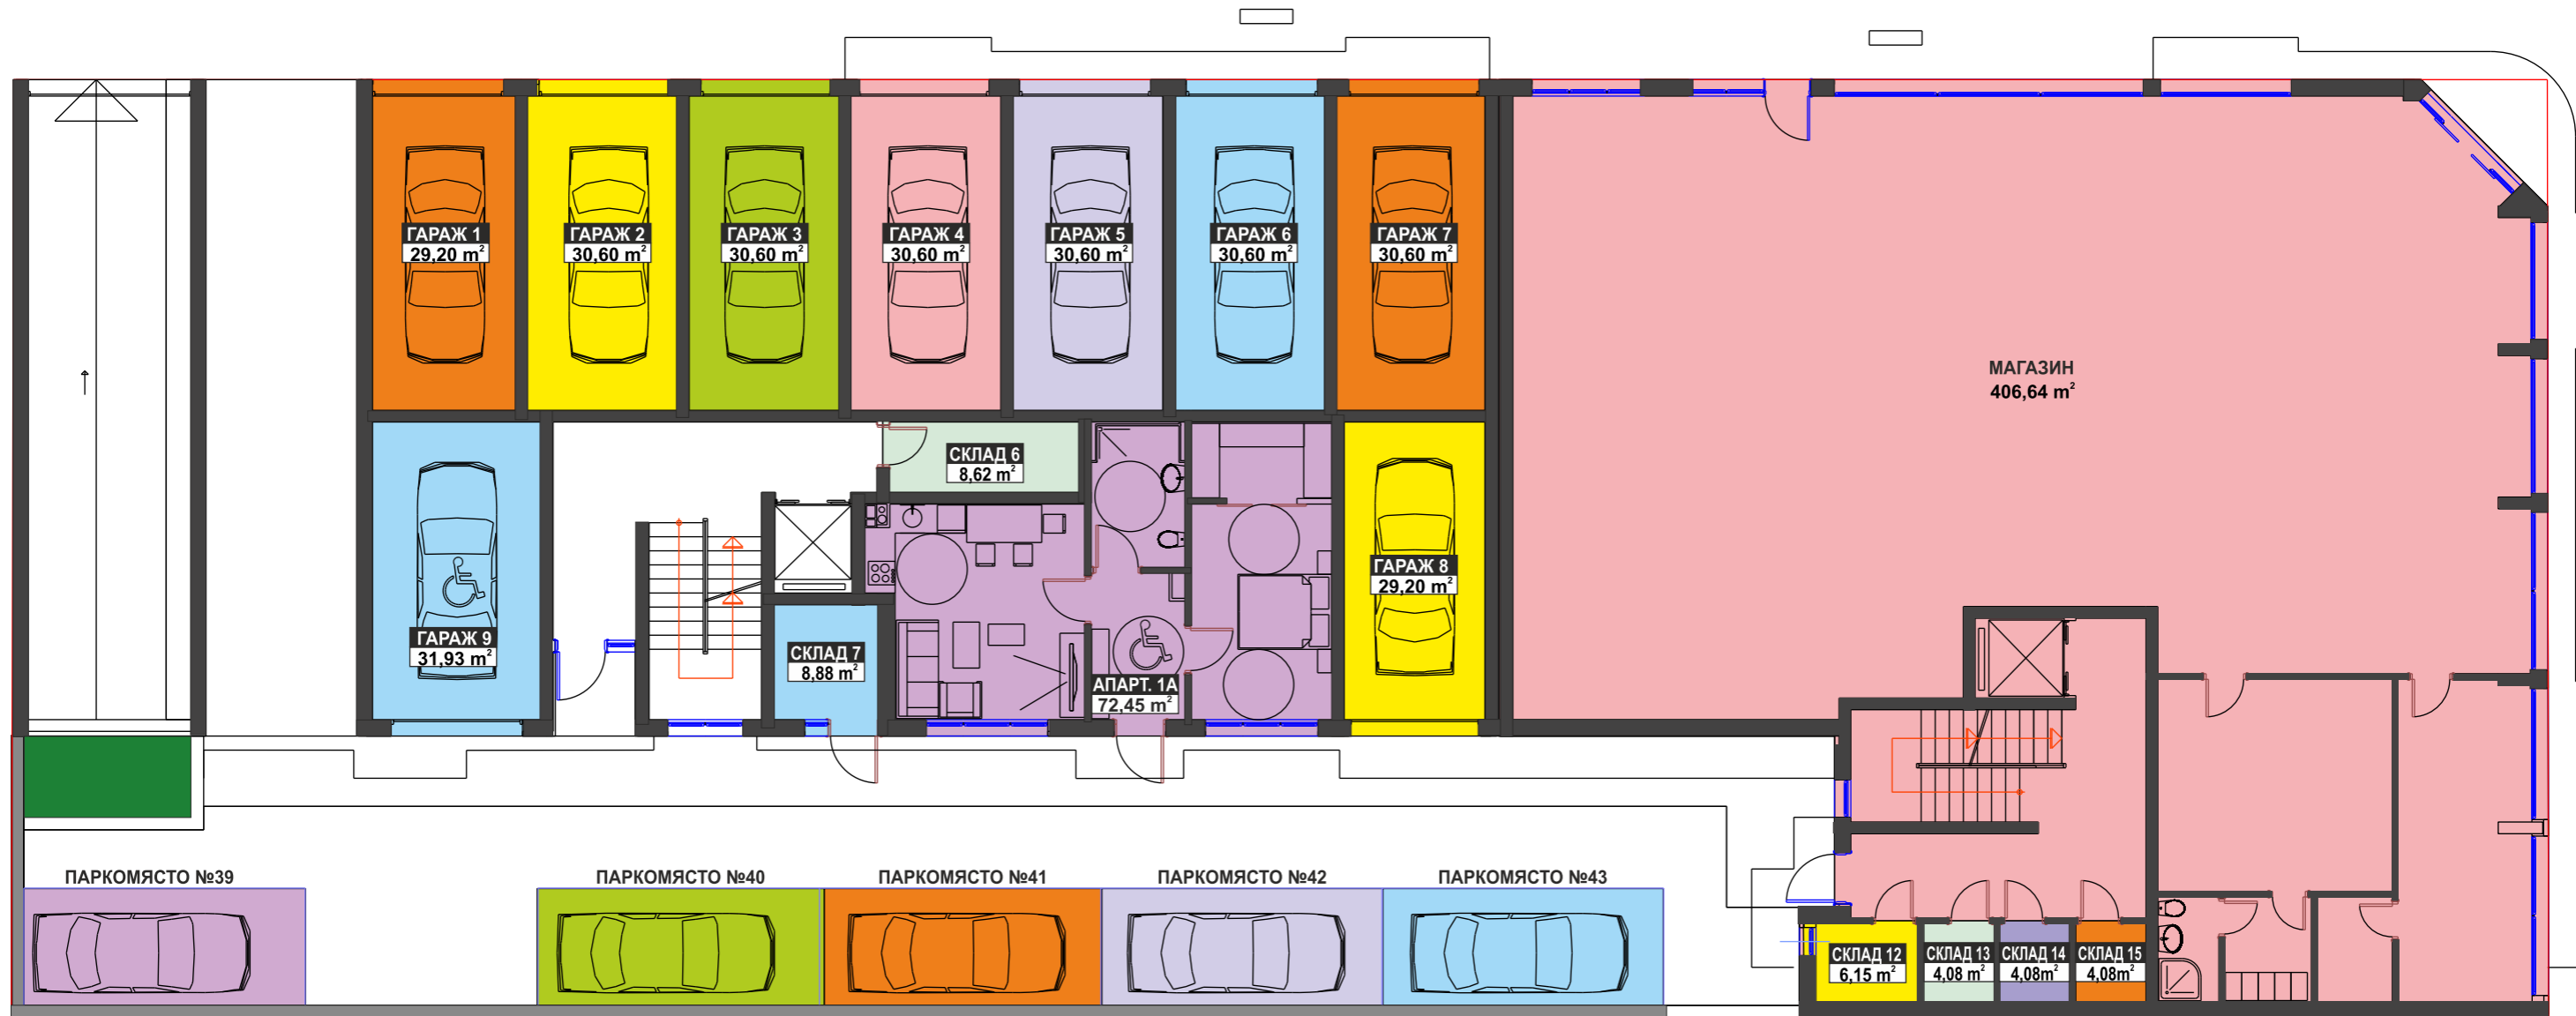 ГАРАЖ 1
29,20 m²
ГАРАЖ 2
30,60 m²
ГАРАЖ 3
30,60 m²
ГАРАЖ 4
30,60 m²
ГАРАЖ 5
30,60 m²
ГАРАЖ 6
30,60 m²
ГАРАЖ 7
30,60 m²
МАГАЗИН
406,64 m²
СКЛАД 6
8,62 m²
ГАРАЖ 8
29,20 m²
ГАРАЖ 9
31,93 m²
СКЛАД 7
8,88 m²
АПАРТ. 1А
72,45 m²
ПАРКОМЯСТО №39
ПАРКОМЯСТО №40
ПАРКОМЯСТО №41
ПАРКОМЯСТО №42
ПАРКОМЯСТО №43
СКЛАД 12
6,15 m²
СКЛАД 13
4,08 m²
СКЛАД 14
4,08m²
СКЛАД 15
4,08m²